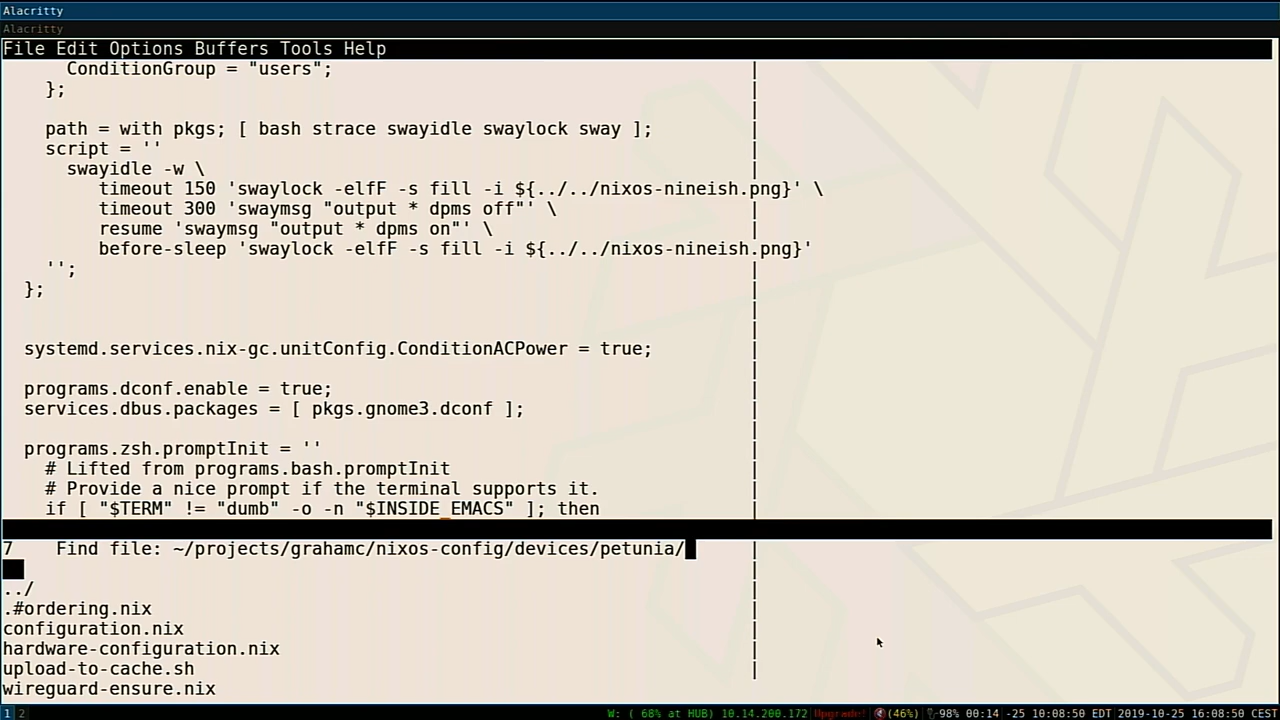 Alacritty
Alacritty
File Edit Options Buffers Tools Help
ConditionGroup = "users";
};
path = with pkgs; [ bash strace swayidle swaylock sway ];
script = ''
swayidle -w \
timeout 150 'swaylock -elfF -s fill -i ${../../nixos-nineish.png}' \
timeout 300 'swaymsg "output * dpms off"' \
resume 'swaymsg "output * dpms on"' \
before-sleep 'swaylock -elfF -s fill -i ${../../nixos-nineish.png}'
'';
};
systemd.services.nix-gc.unitConfig.ConditionACPower = true;
programs.dconf.enable = true;
services.dbus.packages = [ pkgs.gnome3.dconf ];
programs.zsh.promptInit = ''
# Lifted from programs.bash.promptInit
# Provide a nice prompt if the terminal supports it.
if [ "$TERM" != "dumb" -o -n "$INSIDE_EMACS" ]; then
7 Find file: ~/projects/grahamc/nixos-config/devices/petunia/
../
.#ordering.nix
configuration.nix
hardware-configuration.nix
upload-to-cache.sh
wireguard-ensure.nix
1 2 W: ( 68% at HUB) 10.14.200.172 Upgrade! (46%) 98% 00:14 -25 10:08:50 EDT 2019-10-25 16:08:50 CEST